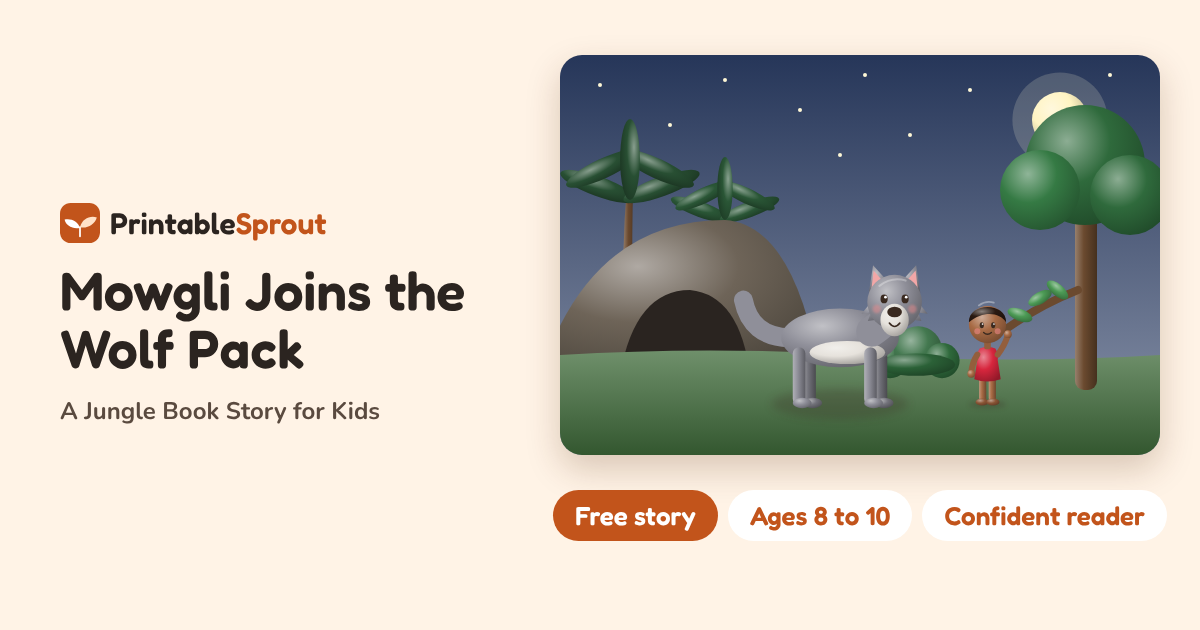 PrintableSprout
Mowgli Joins the
Wolf Pack
A Jungle Book Story for Kids
Free story
Ages 8 to 10
Confident reader